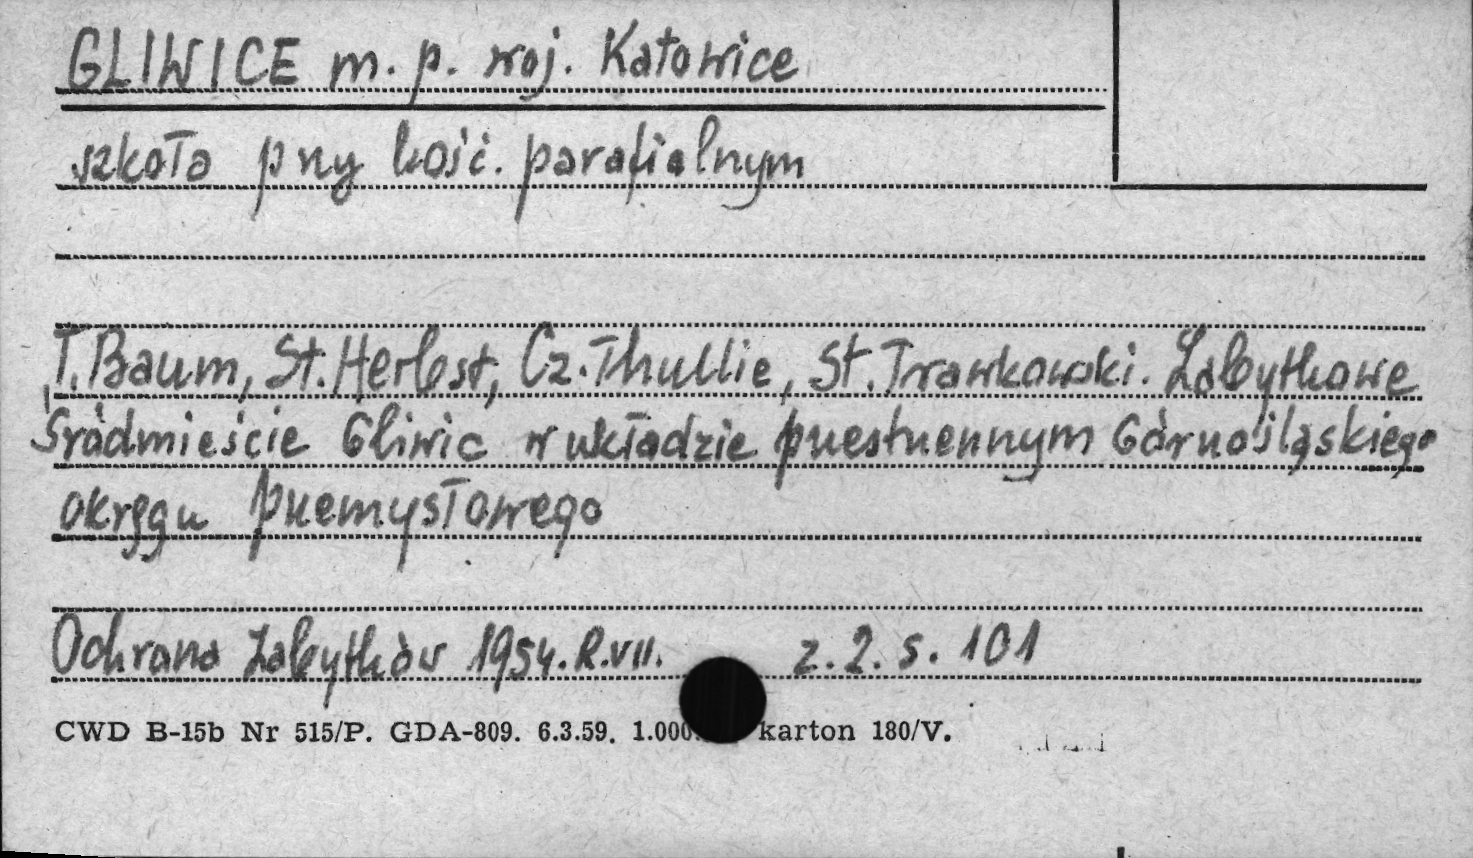 GLIWICE m. p. woj. Katowice
szkoła przy kość. parafialnym
T. Baum, St. Herbst, Cz. Thullie, St. Trawkowski. Zabytkowe
Śródmieście Gliwic w układzie przestrzennym Górnośląskiego
okręgu przemysłowego
Ochrona Zabytków 1954. R. VII. z. 2. s. 101
CWD B-15b Nr 515/P. GDA-809. 6.3.59. 1.000. karton 180/V.